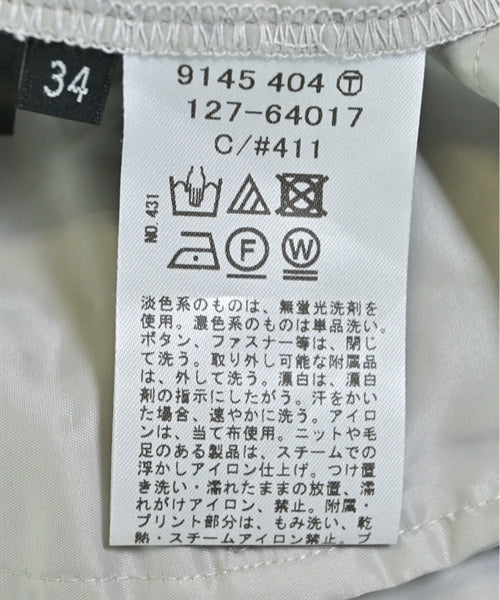 34
9145 404 Ⓣ
127-64017
C/#411
NO.431
F W
淡色系のものは、無蛍光洗剤を
使用。濃色系のものは単品洗い。
ボタン、ファスナー等は、閉じ
て洗う。取り外し可能な附属品
は、外して洗う。漂白は、漂白
剤の指示にしたがう。汗をかい
た場合、速やかに洗う。アイロ
ンは、当て布使用。ニットや毛
足のある製品は、スチームでの
浮かしアイロン仕上げ。つけ置
き洗い・濡れたままの放置、濡
れがけアイロン、禁止。附属・
プリント部分は、もみ洗い、乾
熱・スチームアイロン禁止。プ